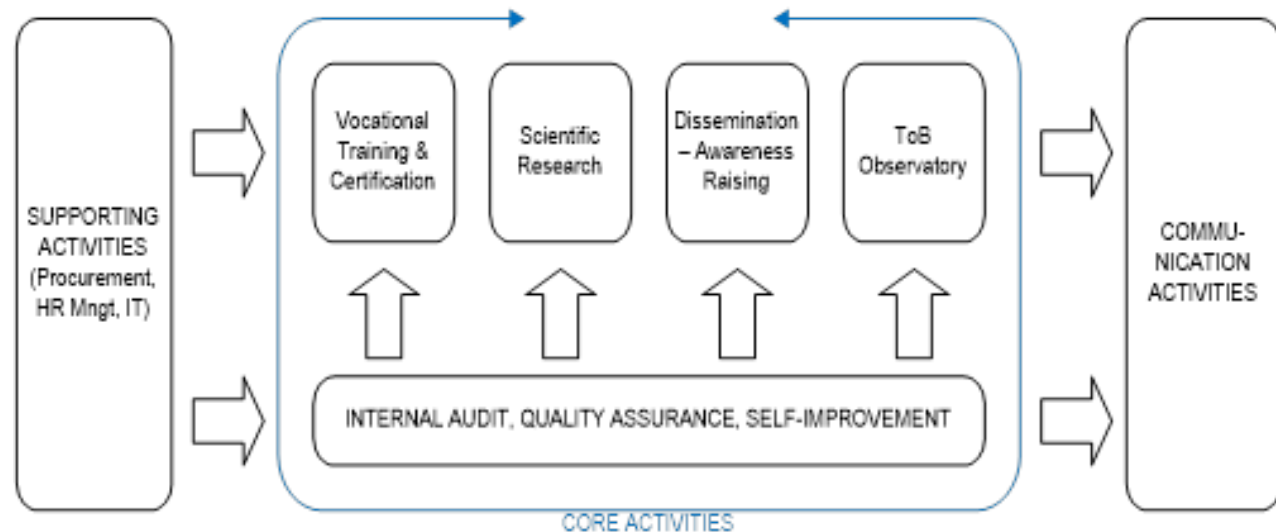 SUPPORTING
ACTIVITIES
(Procurement,
HR Mngt, IT)
Vocational
Training &
Certification
Scientific
Research
Dissemination
– Awareness
Raising
ToB
Observatory
INTERNAL AUDIT, QUALITY ASSURANCE, SELF-IMPROVEMENT
CORE ACTIVITIES
COMMU-
NICATION
ACTIVITIES